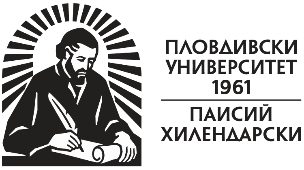 ПЛОВДИВСКИ
УНИВЕРСИТЕТ
1961
ПАИСИЙ
ХИЛЕНДАРСКИ